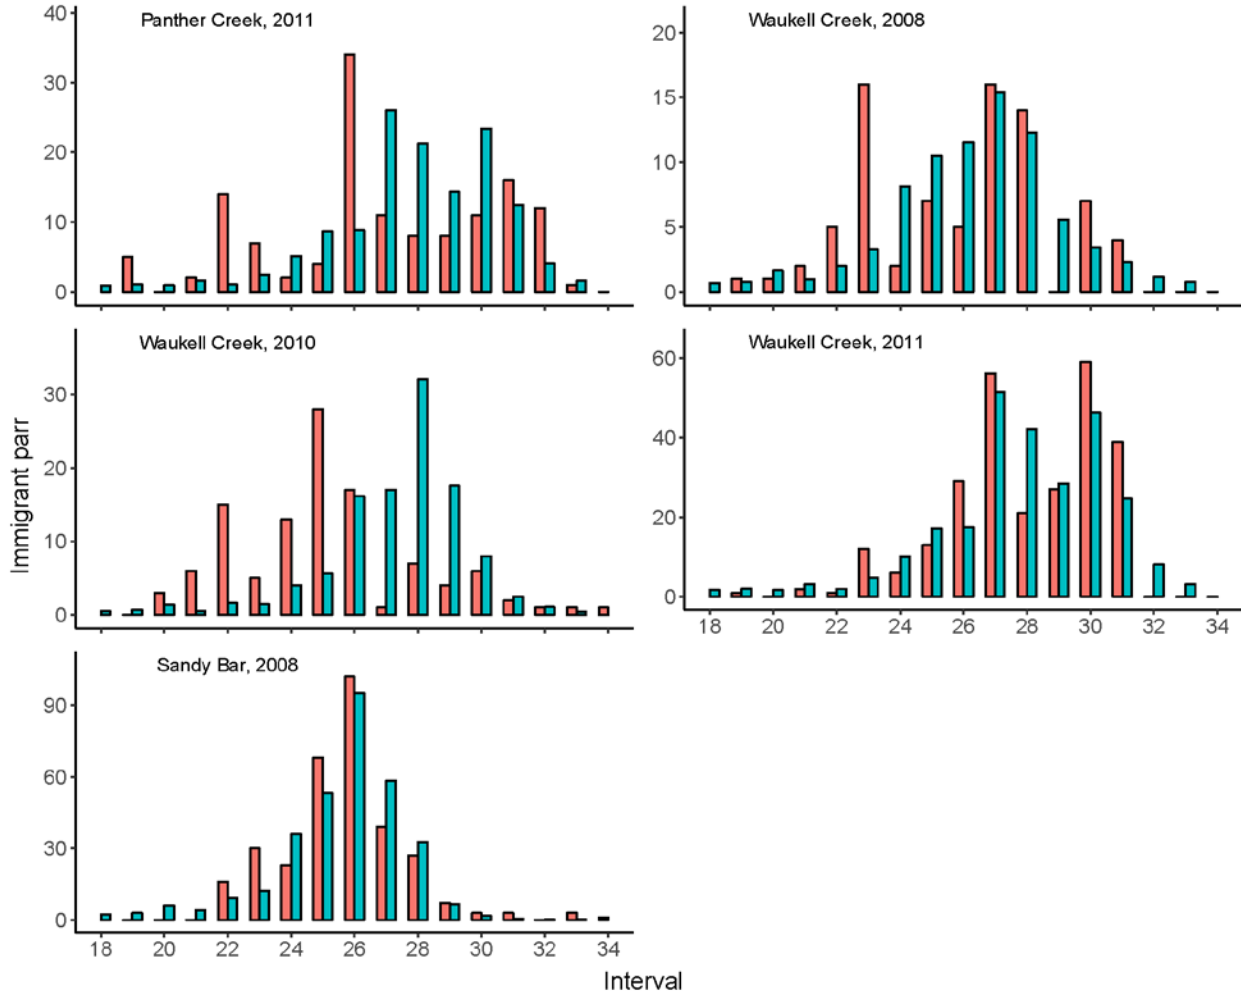 Panther Creek, 2011
40
30
20
10
0
Waukell Creek, 2008
20
15
10
5
0
Waukell Creek, 2010
30
20
10
0
Waukell Creek, 2011
60
40
20
0
18 20 22 24 26 28 30 32 34
Sandy Bar, 2008
90
60
30
0
18 20 22 24 26 28 30 32 34
Immigrant parr
Interval